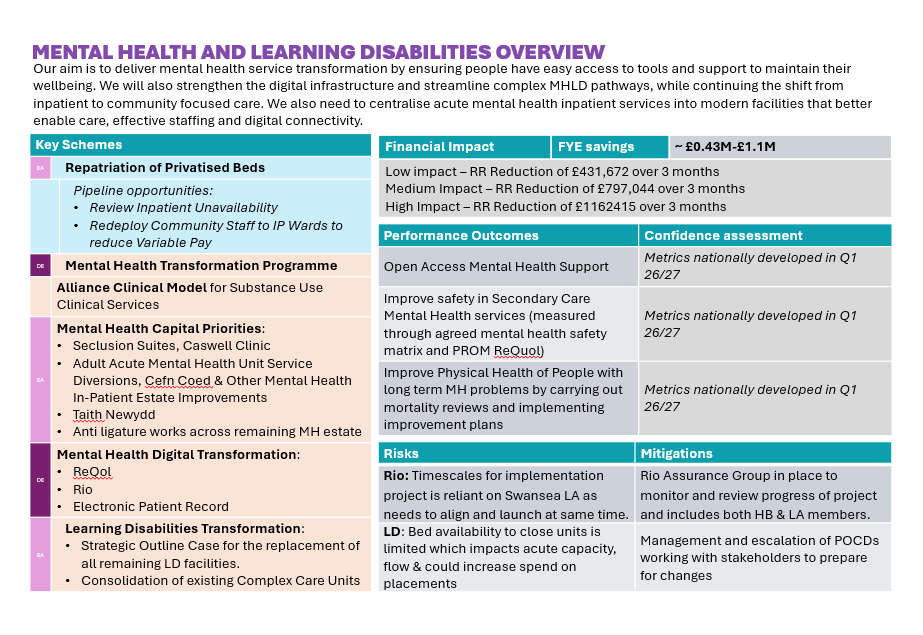 MENTAL HEALTH AND LEARNING DISABILITIES OVERVIEW
Our aim is to deliver mental health service transformation by ensuring people have easy access to tools and support to maintain their
wellbeing. We will also strengthen the digital infrastructure and streamline complex MHLD pathways, while continuing the shift from
inpatient to community focused care. We also need to centralise acute mental health inpatient services into modern facilities that better
enable care, effective staffing and digital connectivity.
Key Schemes
BA
Repatriation of Privatised Beds
Pipeline opportunities:
• Review Inpatient Unavailability
• Redeploy Community Staff to IP Wards to
reduce Variable Pay
DE
Mental Health Transformation Programme
Alliance Clinical Model for Substance Use
Clinical Services
BA
Mental Health Capital Priorities:
• Seclusion Suites, Caswell Clinic
• Adult Acute Mental Health Unit Service
Diversions, Cefn Coed & Other Mental Health
In-Patient Estate Improvements
• Taith Newydd
• Anti ligature works across remaining MH estate
DE
Mental Health Digital Transformation:
• ReQol
• Rio
• Electronic Patient Record
BA
Learning Disabilities Transformation:
• Strategic Outline Case for the replacement of
all remaining LD facilities.
• Consolidation of existing Complex Care Units
Financial Impact
FYE savings
~ £0.43M-£1.1M
Low impact – RR Reduction of £431,672 over 3 months
Medium Impact – RR Reduction of £797,044 over 3 months
High Impact – RR Reduction of £1162415 over 3 months
Performance Outcomes
Confidence assessment
Open Access Mental Health Support
Metrics nationally developed in Q1
26/27
Improve safety in Secondary Care
Mental Health services (measured
through agreed mental health safety
matrix and PROM ReQuol)
Metrics nationally developed in Q1
26/27
Improve Physical Health of People with
long term MH problems by carrying out
mortality reviews and implementing
improvement plans
Metrics nationally developed in Q1
26/27
Risks
Mitigations
Rio: Timescales for implementation
project is reliant on Swansea LA as
needs to align and launch at same time.
Rio Assurance Group in place to
monitor and review progress of project
and includes both HB & LA members.
LD: Bed availability to close units is
limited which impacts acute capacity,
flow & could increase spend on
placements
Management and escalation of POCDs
working with stakeholders to prepare
for changes